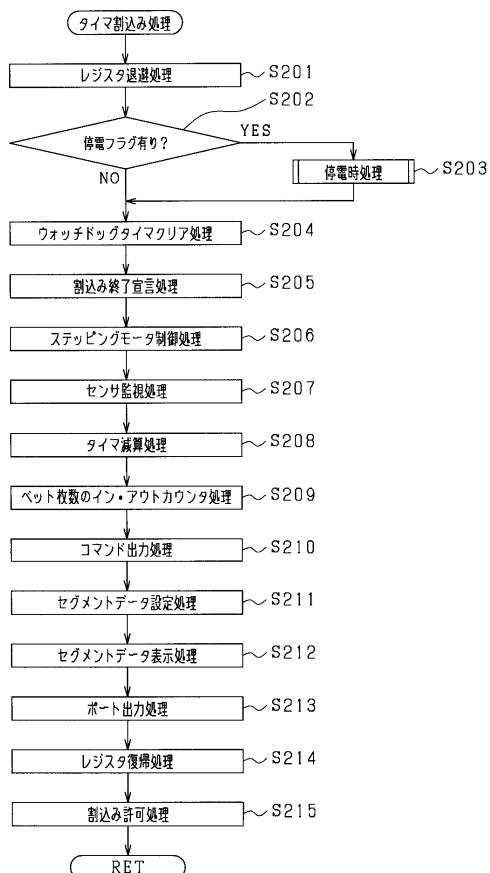 タイマ割込み処理
レジスタ退避処理
S201
S202
停電フラグ有り?
YES
NO
停電時処理
S203
ウォッチドッグタイマクリア処理
S204
割込み終了宣言処理
S205
ステッピングモータ制御処理
S206
センサ監視処理
S207
タイマ減算処理
S208
ベット枚数のイン・アウトカウンタ処理
S209
コマンド出力処理
S210
セグメントデータ設定処理
S211
セグメントデータ表示処理
S212
ポート出力処理
S213
レジスタ復帰処理
S214
割込み許可処理
S215
RET